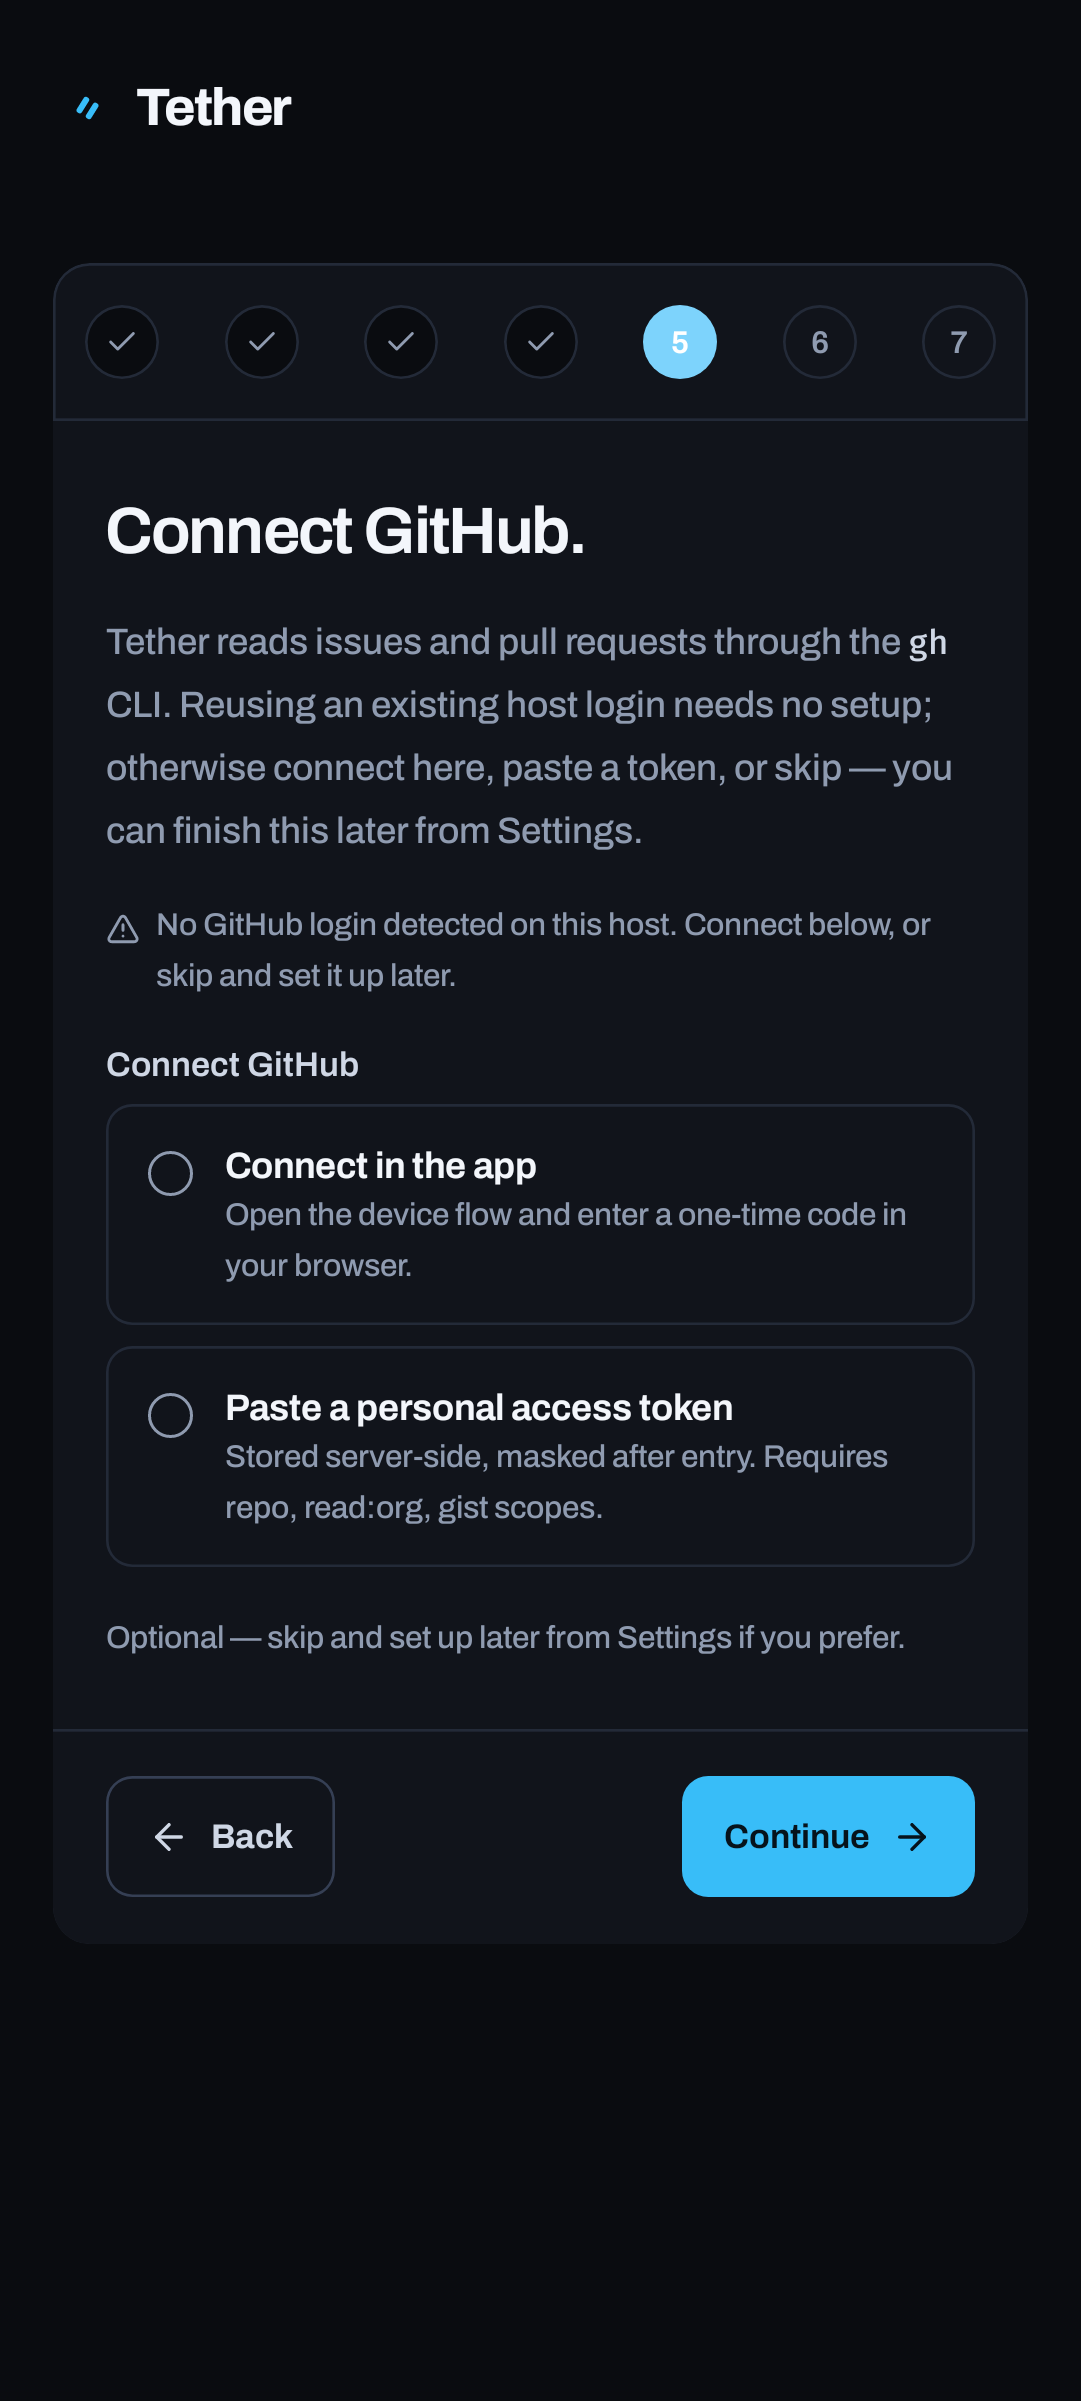 Tether
5
6
7
Connect GitHub.
Tether reads issues and pull requests through the gh
CLI. Reusing an existing host login needs no setup;
otherwise connect here, paste a token, or skip — you
can finish this later from Settings.
No GitHub login detected on this host. Connect below, or
skip and set it up later.
Connect GitHub
Connect in the app
Open the device flow and enter a one-time code in
your browser.
Paste a personal access token
Stored server-side, masked after entry. Requires
repo, read:org, gist scopes.
Optional — skip and set up later from Settings if you prefer.
Back
Continue